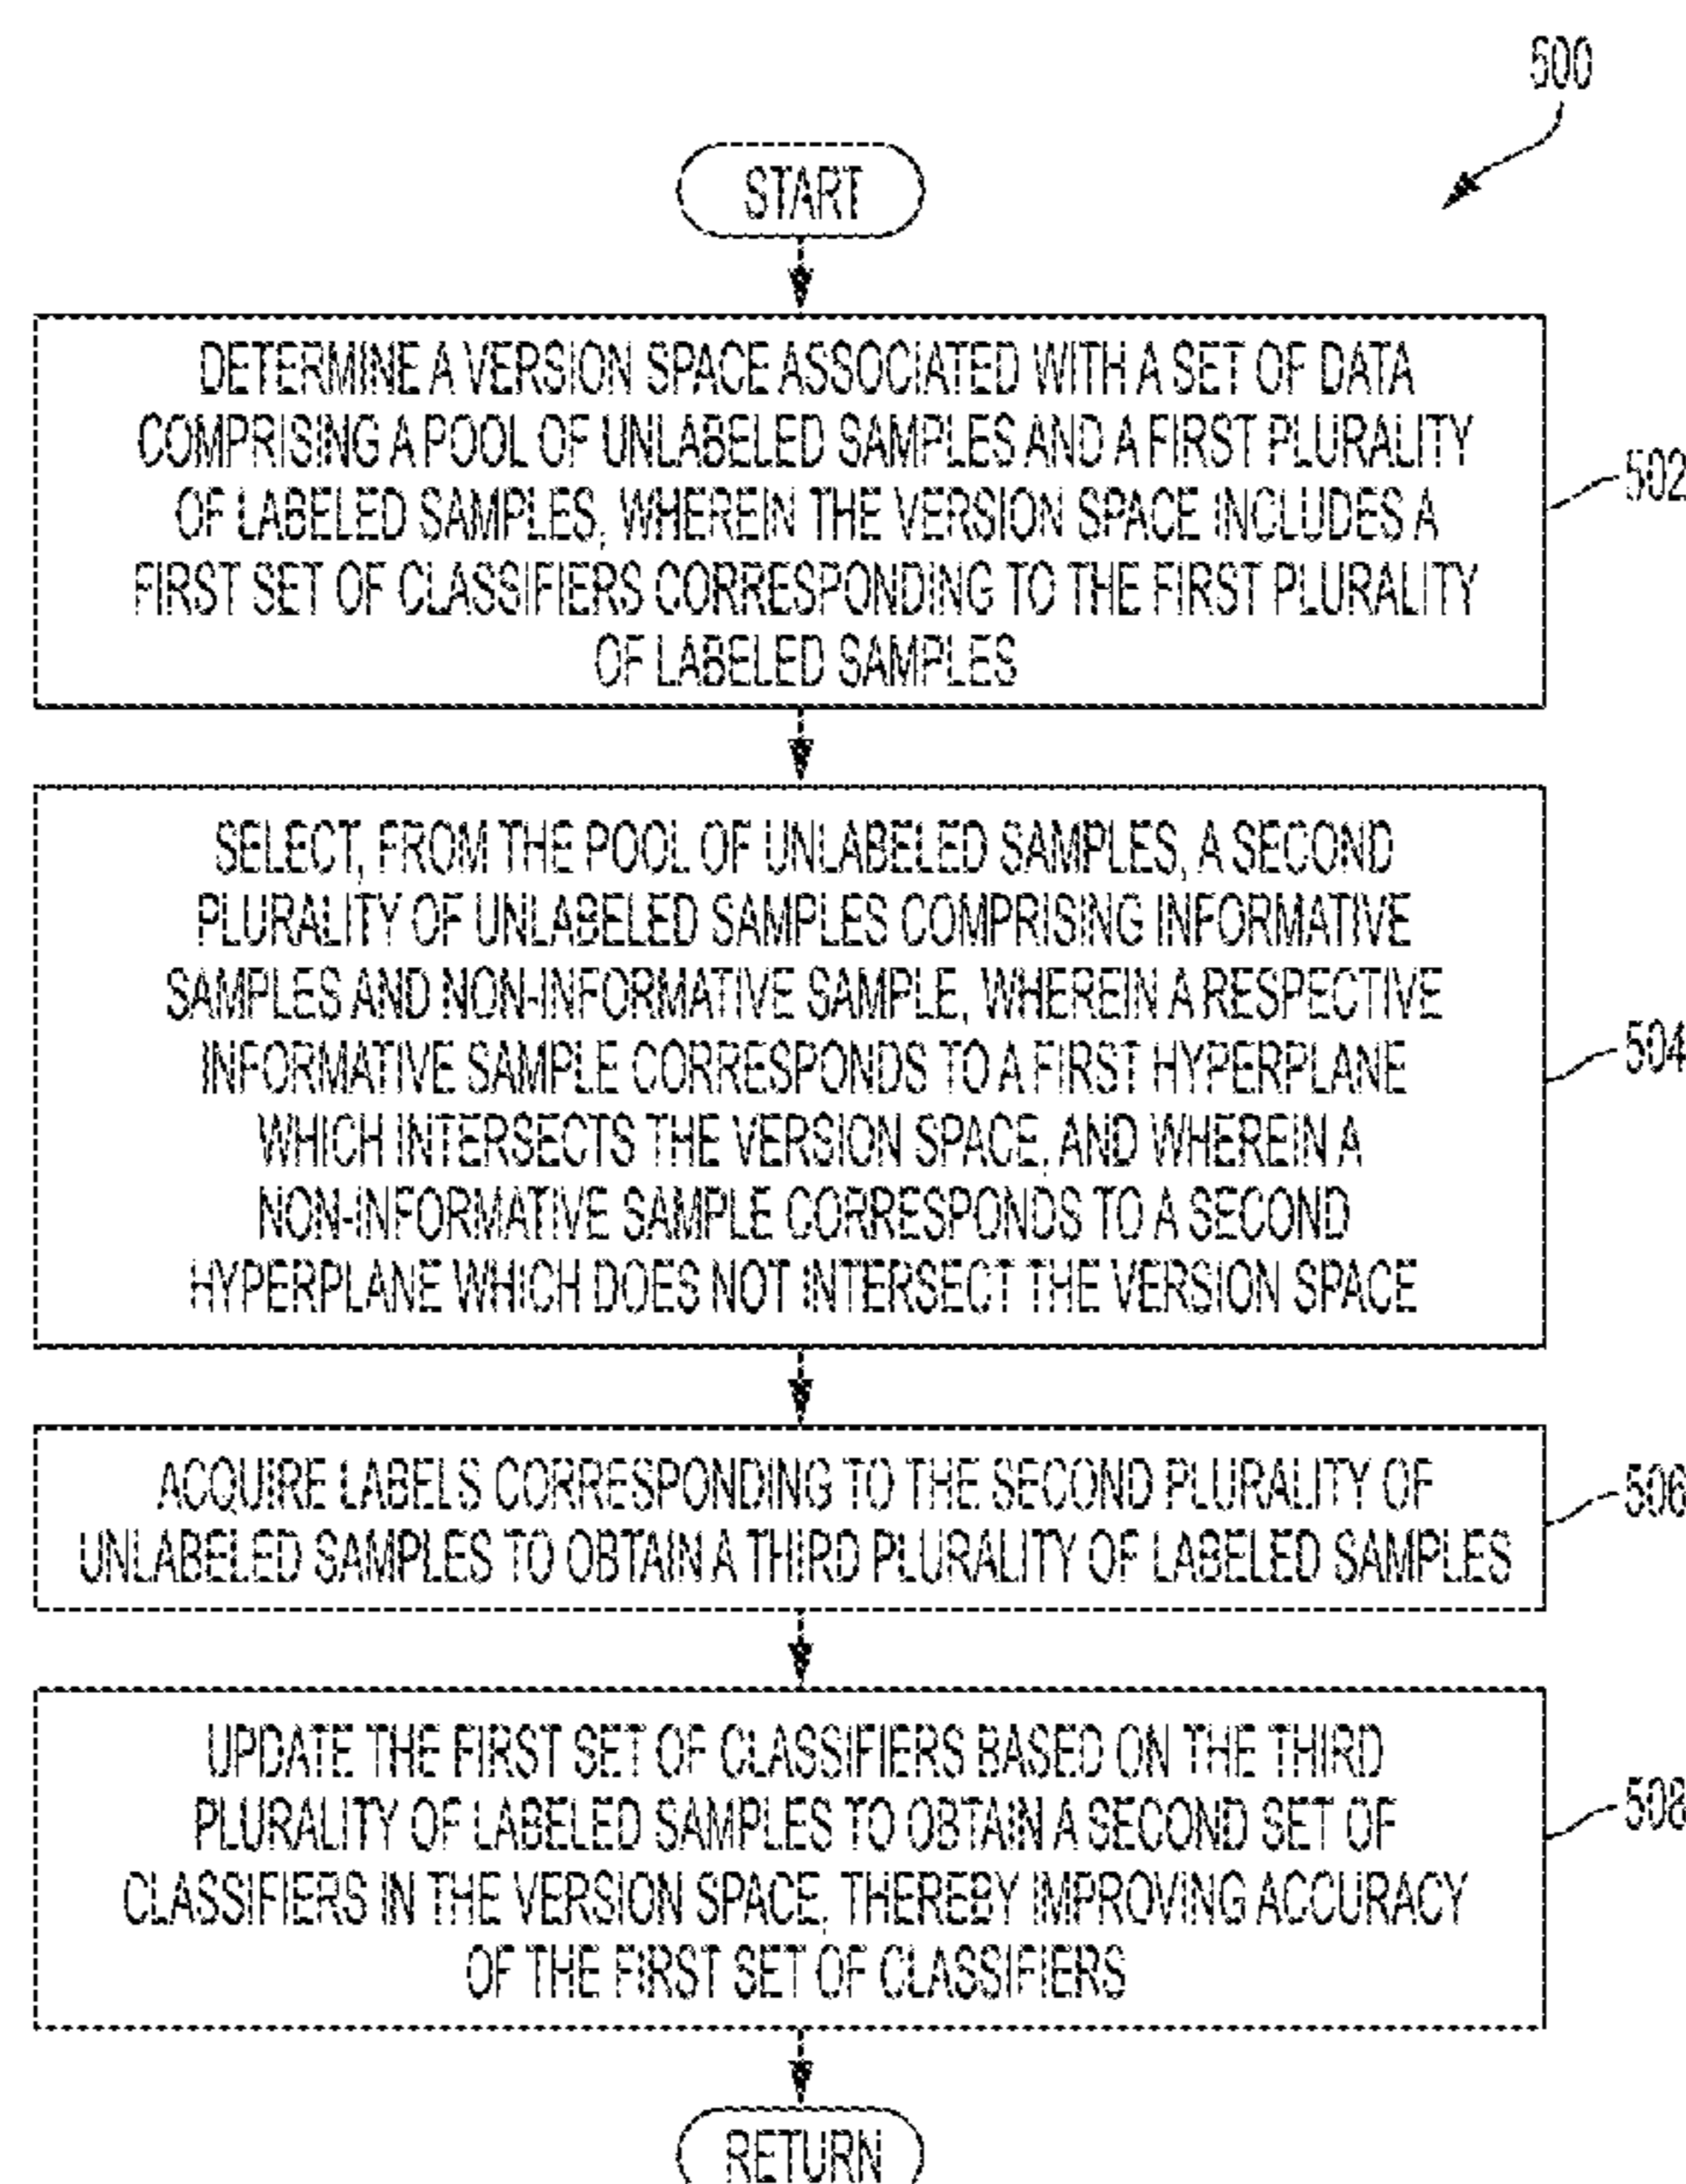 500
START
DETERMINE A VERSION SPACE ASSOCIATED WITH A SET OF DATA
COMPRISING A POOL OF UNLABELED SAMPLES AND A FIRST PLURALITY
OF LABELED SAMPLES, WHEREIN THE VERSION SPACE INCLUDES A
FIRST SET OF CLASSIFIERS CORRESPONDING TO THE FIRST PLURALITY
OF LABELED SAMPLES
502
SELECT, FROM THE POOL OF UNLABELED SAMPLES, A SECOND
PLURALITY OF UNLABELED SAMPLES COMPRISING INFORMATIVE
SAMPLES AND NON-INFORMATIVE SAMPLE, WHEREIN A RESPECTIVE
INFORMATIVE SAMPLE CORRESPONDS TO A FIRST HYPERPLANE
WHICH INTERSECTS THE VERSION SPACE, AND WHEREIN A
NON-INFORMATIVE SAMPLE CORRESPONDS TO A SECOND
HYPERPLANE WHICH DOES NOT INTERSECT THE VERSION SPACE
504
ACQUIRE LABELS CORRESPONDING TO THE SECOND PLURALITY OF
UNLABELED SAMPLES TO OBTAIN A THIRD PLURALITY OF LABELED SAMPLES
506
UPDATE THE FIRST SET OF CLASSIFIERS BASED ON THE THIRD
PLURALITY OF LABELED SAMPLES TO OBTAIN A SECOND SET OF
CLASSIFIERS IN THE VERSION SPACE, THEREBY IMPROVING ACCURACY
OF THE FIRST SET OF CLASSIFIERS
508
RETURN